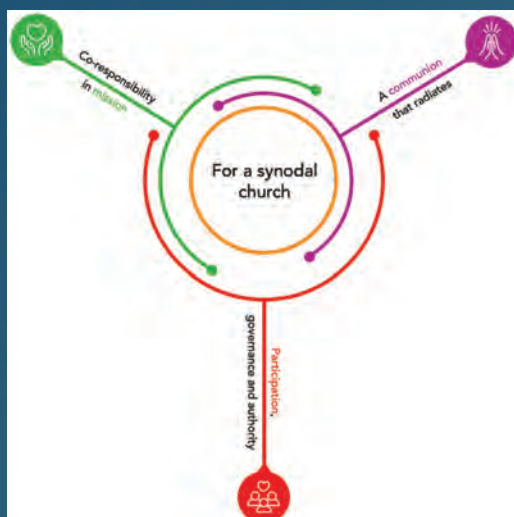 Co-responsibility
in mission
A communion
that radiates
For a synodal
church
Participation,
governance and authority